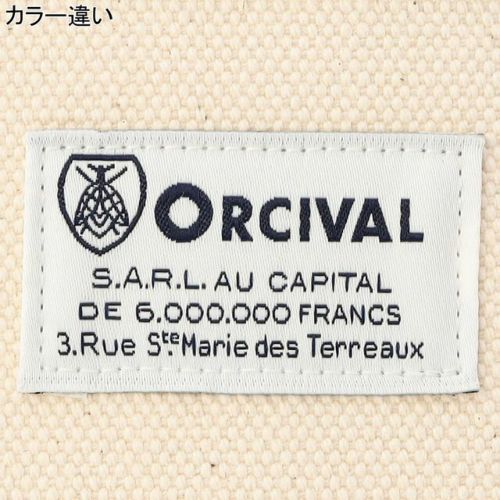 カラー違い
ORCIVAL
S.A.R.L. AU CAPITAL
DE 6.000.000 FRANCS
3.Rue Ste.Marie des Terreaux